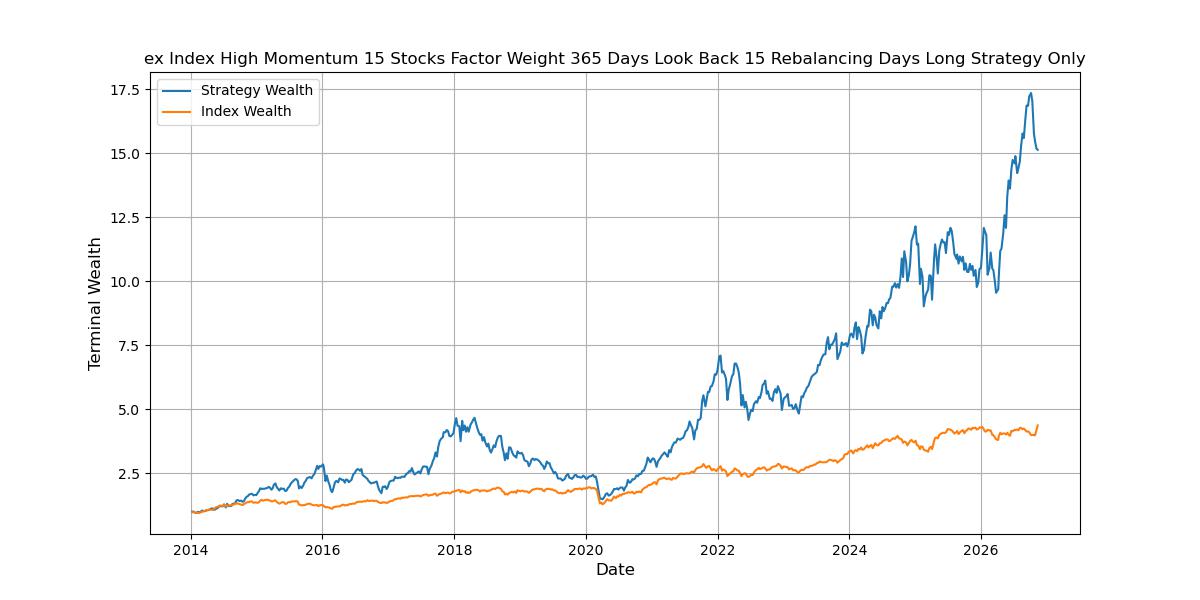 ex Index High Momentum 15 Stocks Factor Weight 365 Days Look Back 15 Rebalancing Days Long Strategy Only
Strategy Wealth
Index Wealth
17.5
15.0
12.5
10.0
7.5
5.0
2.5
Terminal Wealth
2014 2016 2018 2020 2022 2024 2026
Date